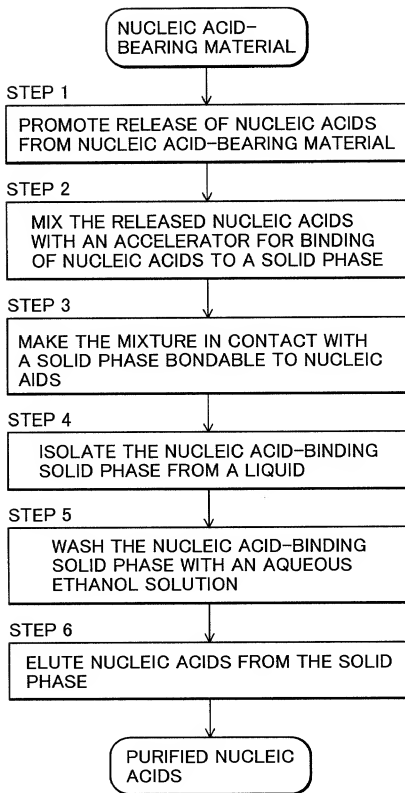 NUCLEIC ACID-
BEARING MATERIAL
STEP 1
PROMOTE RELEASE OF NUCLEIC ACIDS
FROM NUCLEIC ACID-BEARING MATERIAL
STEP 2
MIX THE RELEASED NUCLEIC ACIDS
WITH AN ACCELERATOR FOR BINDING
OF NUCLEIC ACIDS TO A SOLID PHASE
STEP 3
MAKE THE MIXTURE IN CONTACT WITH
A SOLID PHASE BONDABLE TO NUCLEIC
AIDS
STEP 4
ISOLATE THE NUCLEIC ACID-BINDING
SOLID PHASE FROM A LIQUID
STEP 5
WASH THE NUCLEIC ACID-BINDING
SOLID PHASE WITH AN AQUEOUS
ETHANOL SOLUTION
STEP 6
ELUTE NUCLEIC ACIDS FROM THE SOLID
PHASE
PURIFIED NUCLEIC
ACIDS